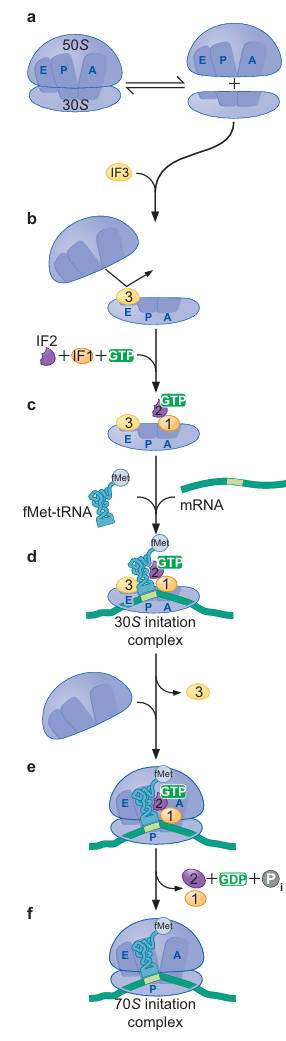 a
50S
E P A
30S
E P A
+
IF3
b
3
E P A
IF2
+ IF1 + GTP
c
GTP
2
3 1
E P A
fMet
fMet-tRNA
mRNA
d
fMet
GTP
2
3 1
E P A
30S initation
complex
3
e
fMet
GTP
E 2 A
1
P
2 + GDP + Pi
1
f
fMet
E A
P
70S initation
complex